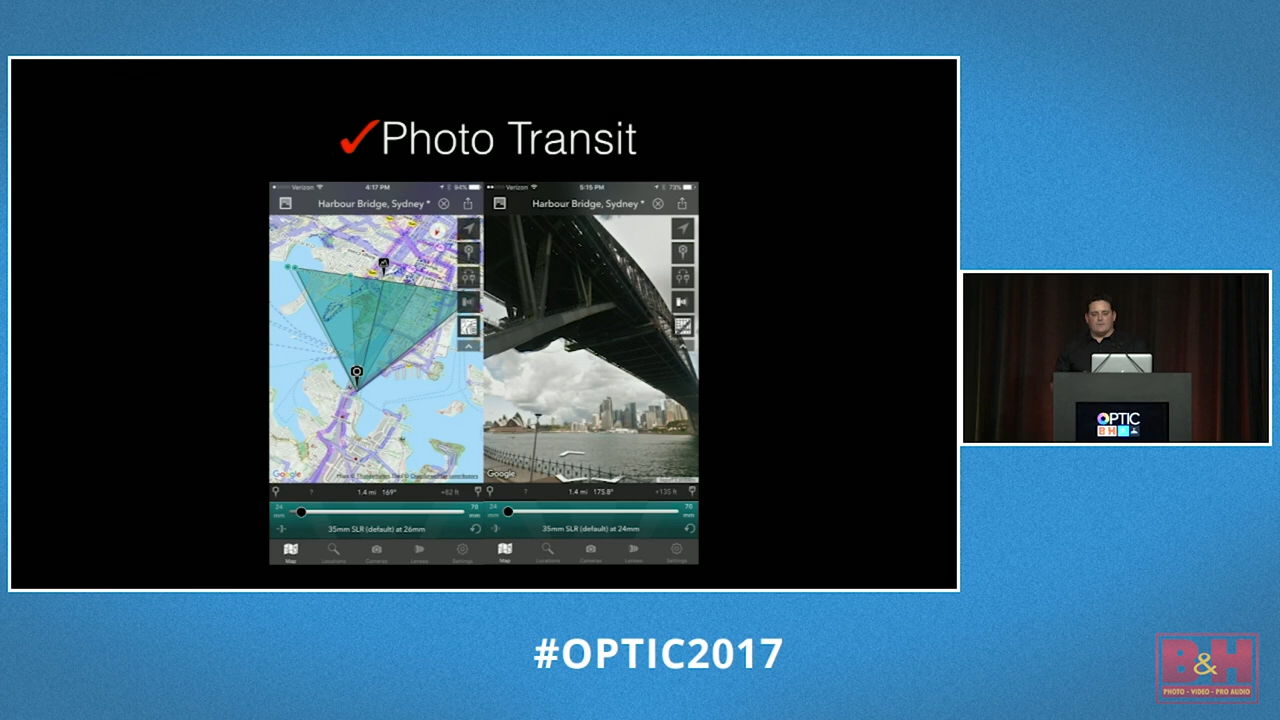 ✓Photo Transit
Verizon 4:17 PM 94%
Harbour Bridge, Sydney *
Google
? 1.4 mi 169° +82 ft
24 mm 70 mm
35mm SLR (default) at 26mm
Map Locations Cameras Lenses Settings
Verizon 5:15 PM 73%
Harbour Bridge, Sydney *
Google
? 1.4 mi 175.8° +135 ft
24 mm 70 mm
35mm SLR (default) at 24mm
Map Locations Cameras Lenses Settings
OPTIC
B H
#OPTIC2017
B&H
PHOTO - VIDEO - PRO AUDIO